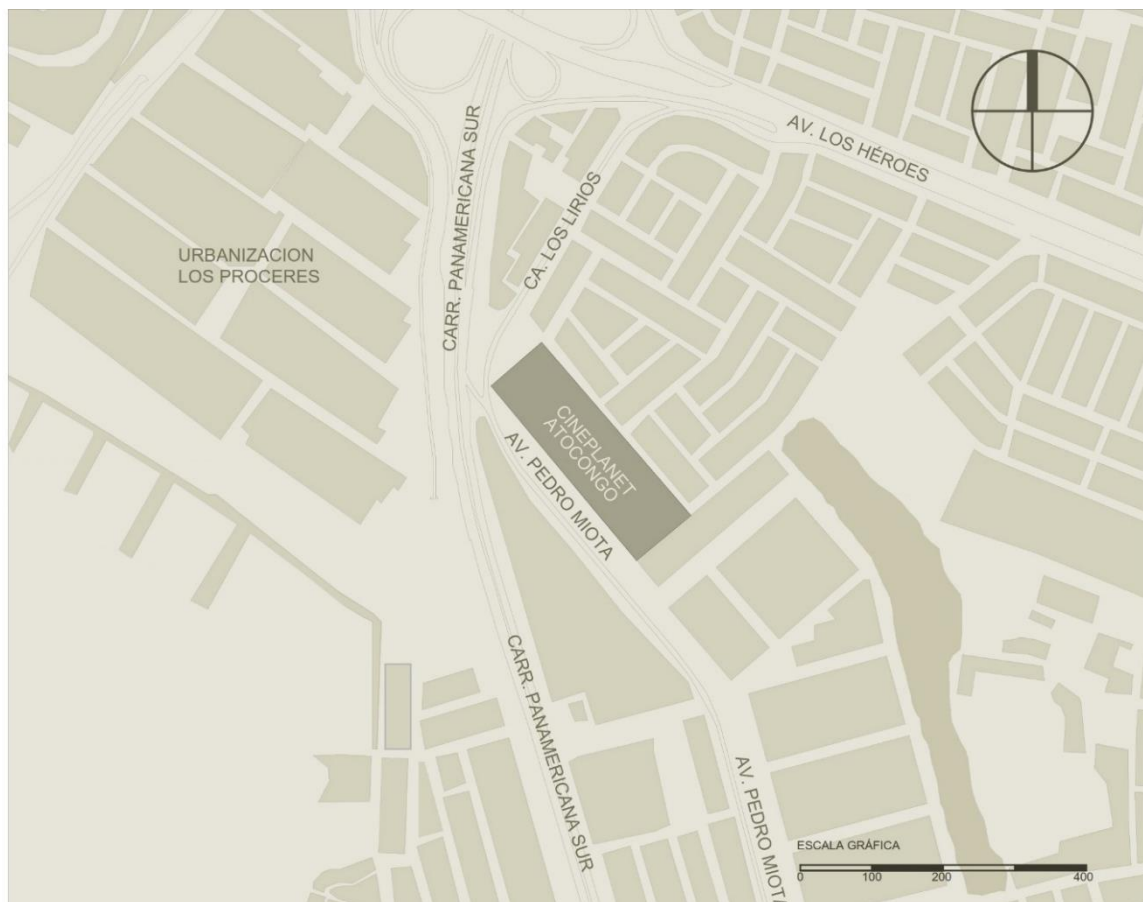 AV. LOS HÉROES
CARR. PANAMERICANA SUR
CA. LOS LIRIOS
URBANIZACION
LOS PROCERES
CINEPLANET
ATOCONGO
AV. PEDRO MIOTA
CARR. PANAMERICANA SUR
AV. PEDRO MIOTA
ESCALA GRÁFICA
0 100 200 400